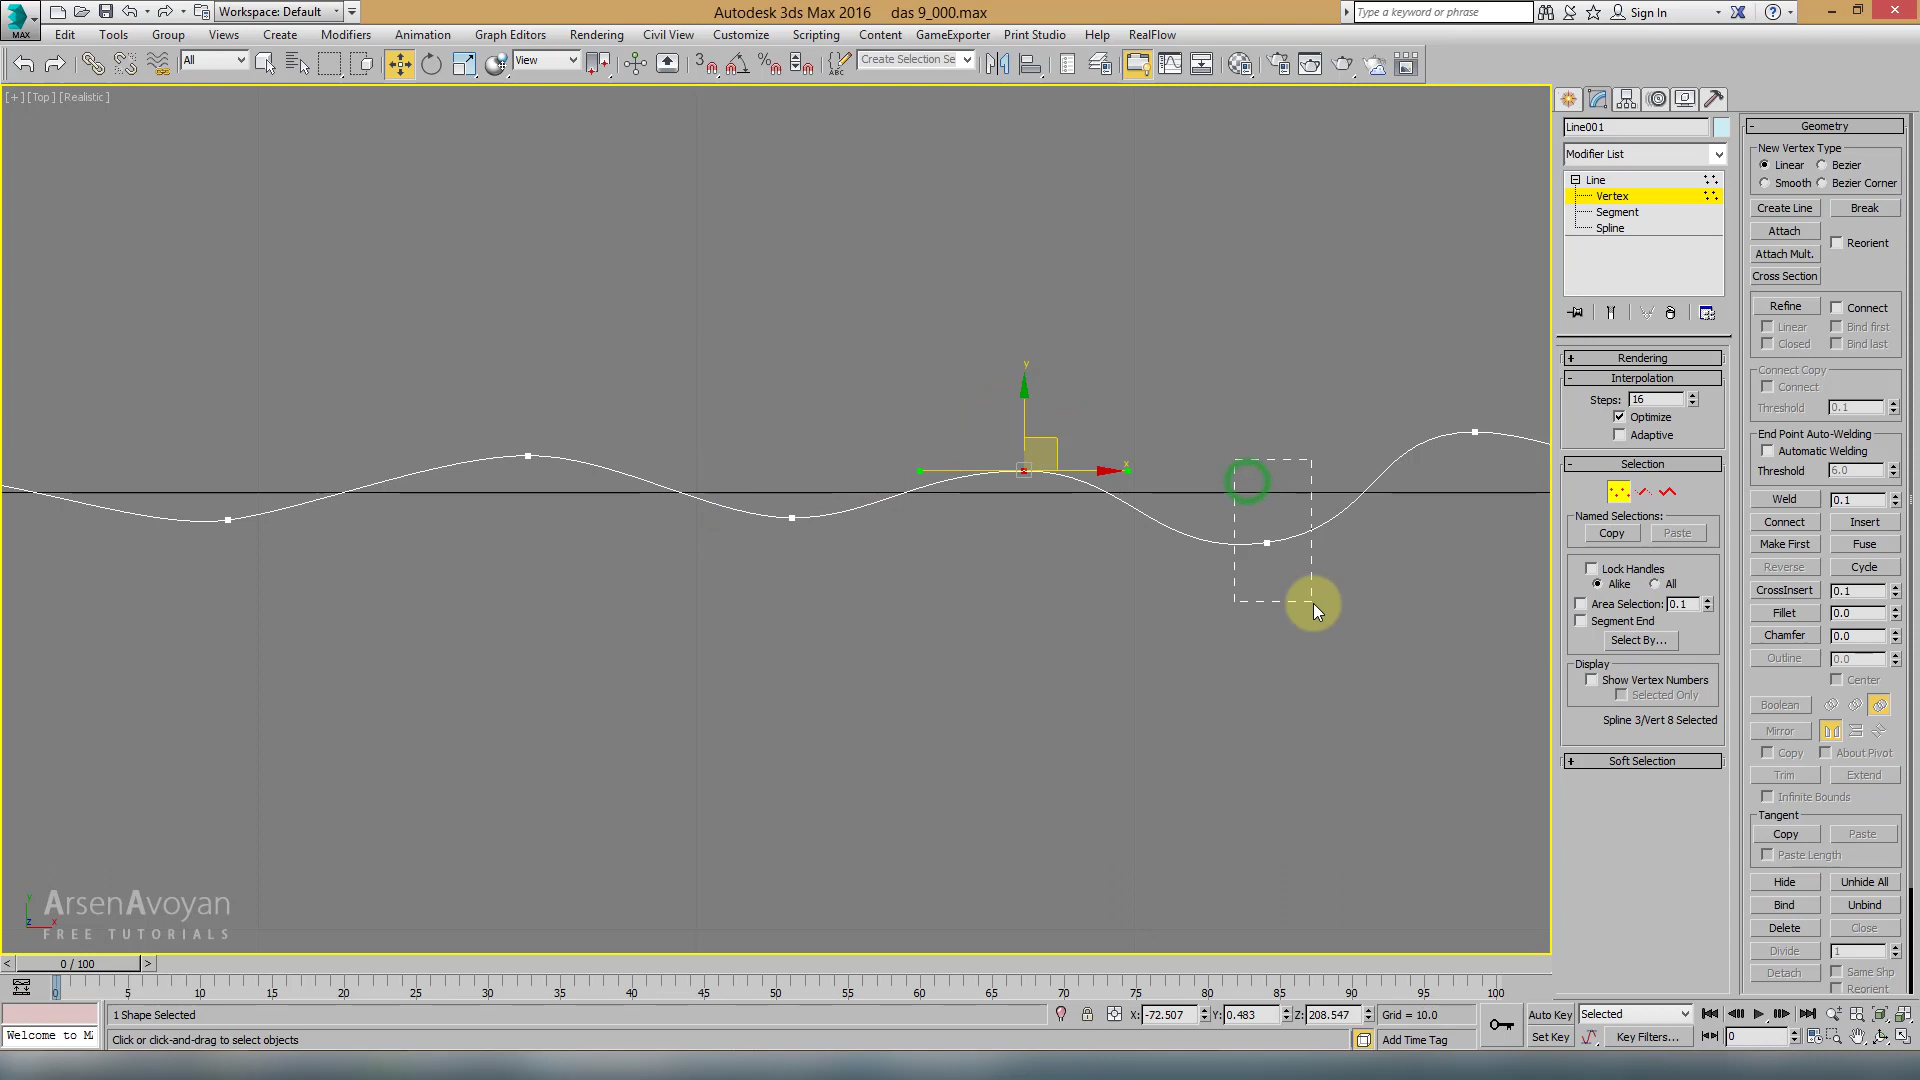 MAX
Workspace: Default
Autodesk 3ds Max 2016    das 9_000.max
Type a keyword or phrase
Sign In
Edit Tools Group Views Create Modifiers Animation Graph Editors Rendering Civil View Customize Scripting Content GameExporter Print Studio Help RealFlow
All
View
3
ABC
Create Selection Se
[+] [Top] [Realistic]
y
x
Line001
Modifier List
Line
Vertex
Segment
Spline
+ Rendering
- Interpolation
Steps: 16
Optimize
Adaptive
- Selection
Named Selections:
Copy Paste
Lock Handles
Alike All
Area Selection: 0.1
Segment End
Select By...
Display
Show Vertex Numbers
Selected Only
Spline 3/Vert 8 Selected
+ Soft Selection
- Geometry
New Vertex Type
Linear Bezier
Smooth Bezier Corner
Create Line Break
Attach
Reorient
Attach Mult.
Cross Section
Refine Connect
Linear Bind first
Closed Bind last
Connect Copy
Connect
Threshold 0.1
End Point Auto-Welding
Automatic Welding
Threshold 6.0
Weld 0.1
Connect Insert
Make First Fuse
Reverse Cycle
CrossInsert 0.1
Fillet 0.0
Chamfer 0.0
Outline 0.0
Center
Boolean
Mirror
Copy About Pivot
Trim Extend
Infinite Bounds
Tangent
Copy Paste
Paste Length
Hide Unhide All
Bind Unbind
Delete Close
Divide 1
Detach Same Shp
Reorient
y
z x
ArsenAvoyan
FREE TUTORIALS
< 0 / 100 >
0 5 10 15 20 25 30 35 40 45 50 55 60 65 70 75 80 85 90 95 100
Welcome to M
1 Shape Selected
X: -72.507 Y: 0.483 Z: 208.547 Grid = 10.0
Click or click-and-drag to select objects
Add Time Tag
Auto Key Selected
Set Key Key Filters... 0